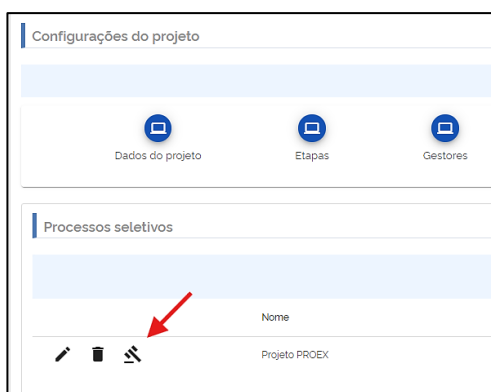 Configurações do projeto
Dados do projeto
Etapas
Gestores
Processos seletivos
Nome
Projeto PROEX